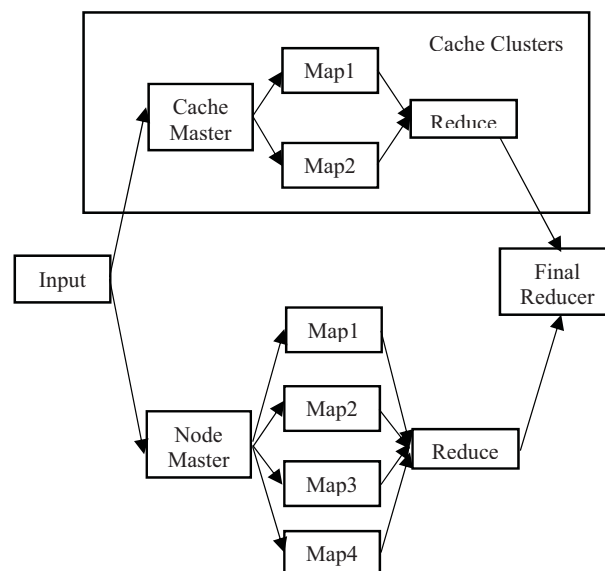 Cache Clusters
Map1
Cache
Master
Reduce
Map2
Input
Final
Reducer
Map1
Map2
Node
Master
Reduce
Map3
Map4